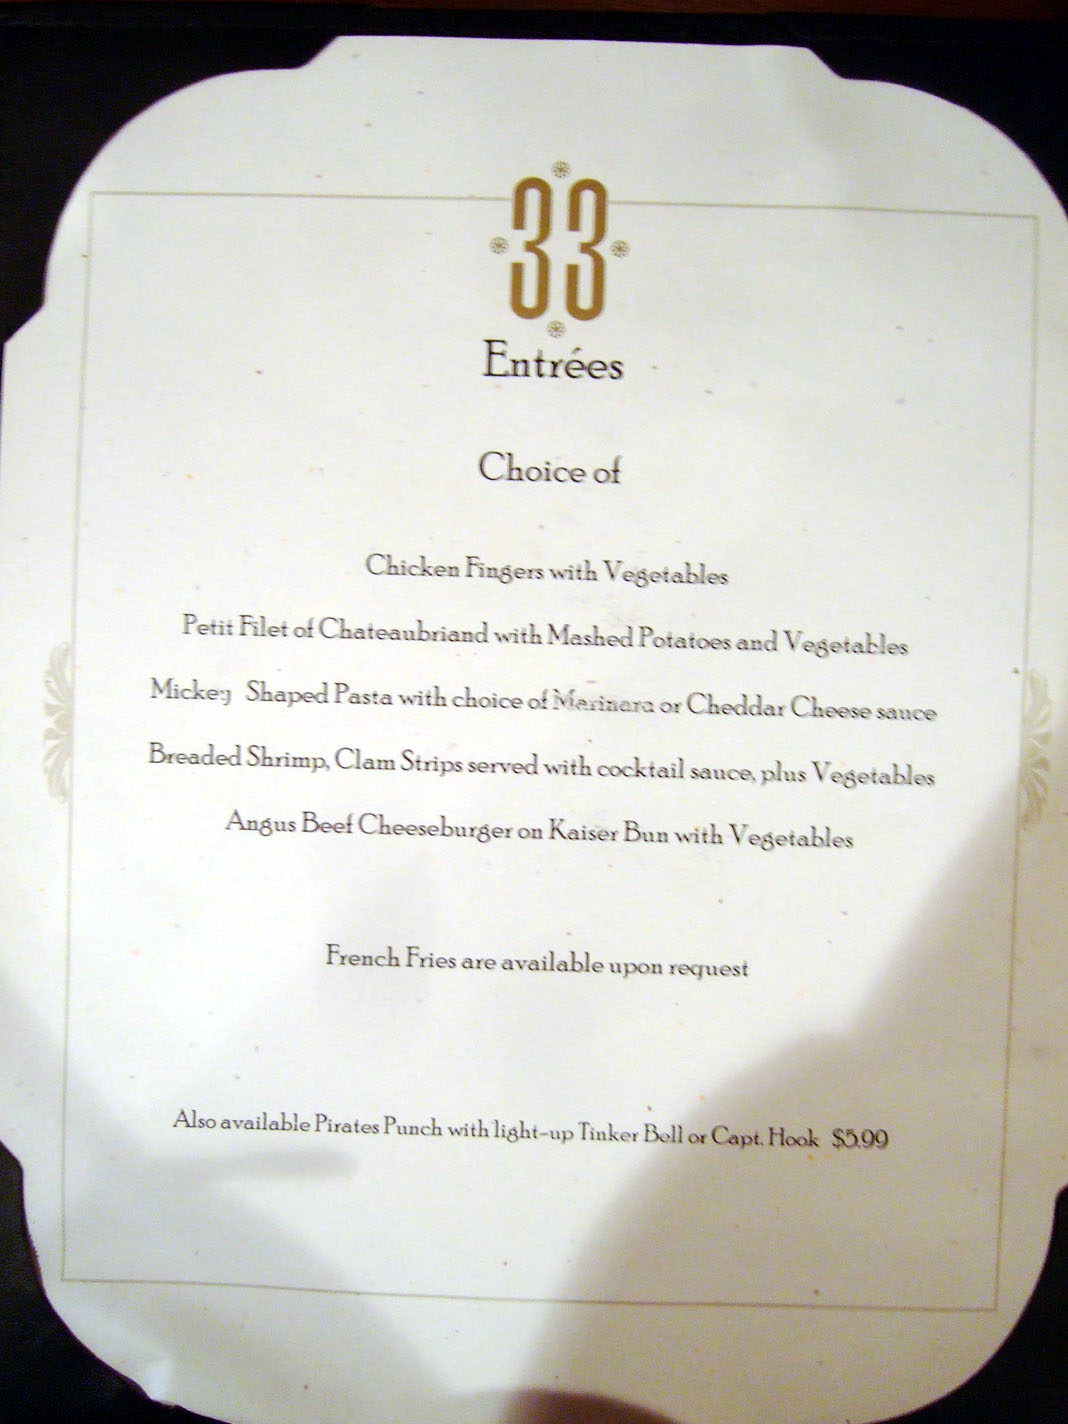 33
Entrées
Choice of
Chicken Fingers with Vegetables
Petit Filet of Chateaubriand with Mashed Potatoes and Vegetables
Mickey Shaped Pasta with choice of Marinara or Cheddar Cheese sauce
Breaded Shrimp, Clam Strips served with cocktail sauce, plus Vegetables
Angus Beef Cheeseburger on Kaiser Bun with Vegetables
French Fries are available upon request
Also available Pirates Punch with light-up Tinker Bell or Capt. Hook $5.99